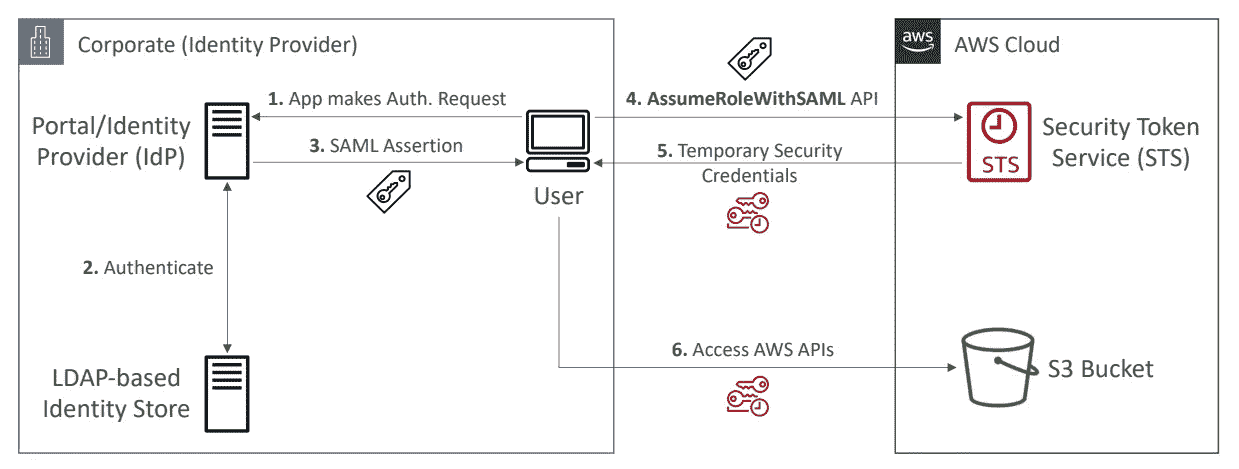 Corporate (Identity Provider)
aws
AWS Cloud
1. App makes Auth. Request
4. AssumeRoleWithSAML API
Portal/Identity
Provider (IdP)
3. SAML Assertion
User
5. Temporary Security
Credentials
STS
Security Token
Service (STS)
2. Authenticate
6. Access AWS APIs
LDAP-based
Identity Store
S3 Bucket